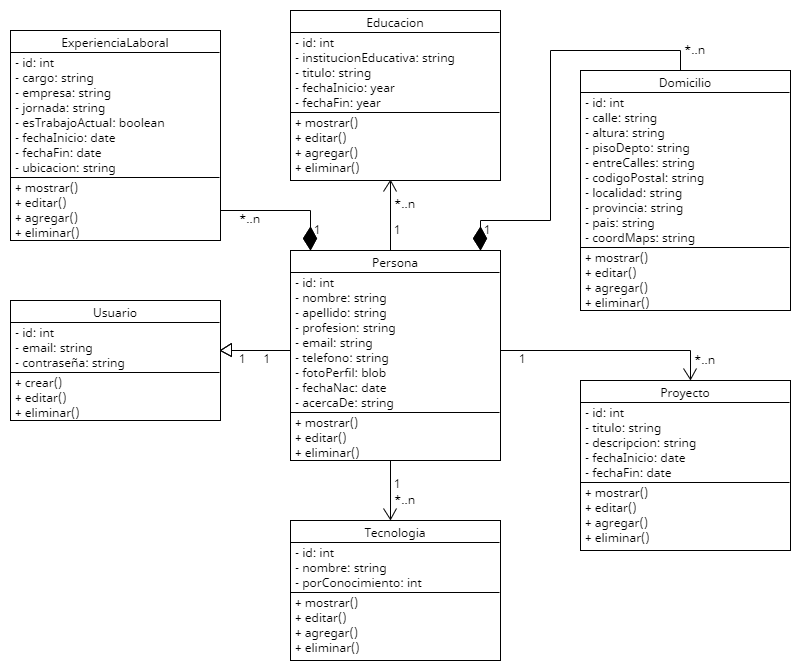 ExperienciaLaboral
- id: int
- cargo: string
- empresa: string
- jornada: string
- esTrabajoActual: boolean
- fechaInicio: date
- fechaFin: date
- ubicacion: string
+ mostrar()
+ editar()
+ agregar()
+ eliminar()
Educacion
- id: int
- institucionEducativa: string
- titulo: string
- fechaInicio: year
- fechaFin: year
+ mostrar()
+ editar()
+ agregar()
+ eliminar()
*..n
Domicilio
- id: int
- calle: string
- altura: string
- pisoDepto: string
- entreCalles: string
- codigoPostal: string
- localidad: string
- provincia: string
- pais: string
- coordMaps: string
+ mostrar()
+ editar()
+ agregar()
+ eliminar()
*..n
1
*..n
1
1
Persona
- id: int
- nombre: string
- apellido: string
- profesion: string
- email: string
- telefono: string
- fotoPerfil: blob
- fechaNac: date
- acercaDe: string
+ mostrar()
+ editar()
+ eliminar()
Usuario
- id: int
- email: string
- contraseña: string
+ crear()
+ editar()
+ eliminar()
1 1
1
*..n
Proyecto
- id: int
- titulo: string
- descripcion: string
- fechaInicio: date
- fechaFin: date
+ mostrar()
+ editar()
+ agregar()
+ eliminar()
1
*..n
Tecnologia
- id: int
- nombre: string
- porConocimiento: int
+ mostrar()
+ editar()
+ agregar()
+ eliminar()